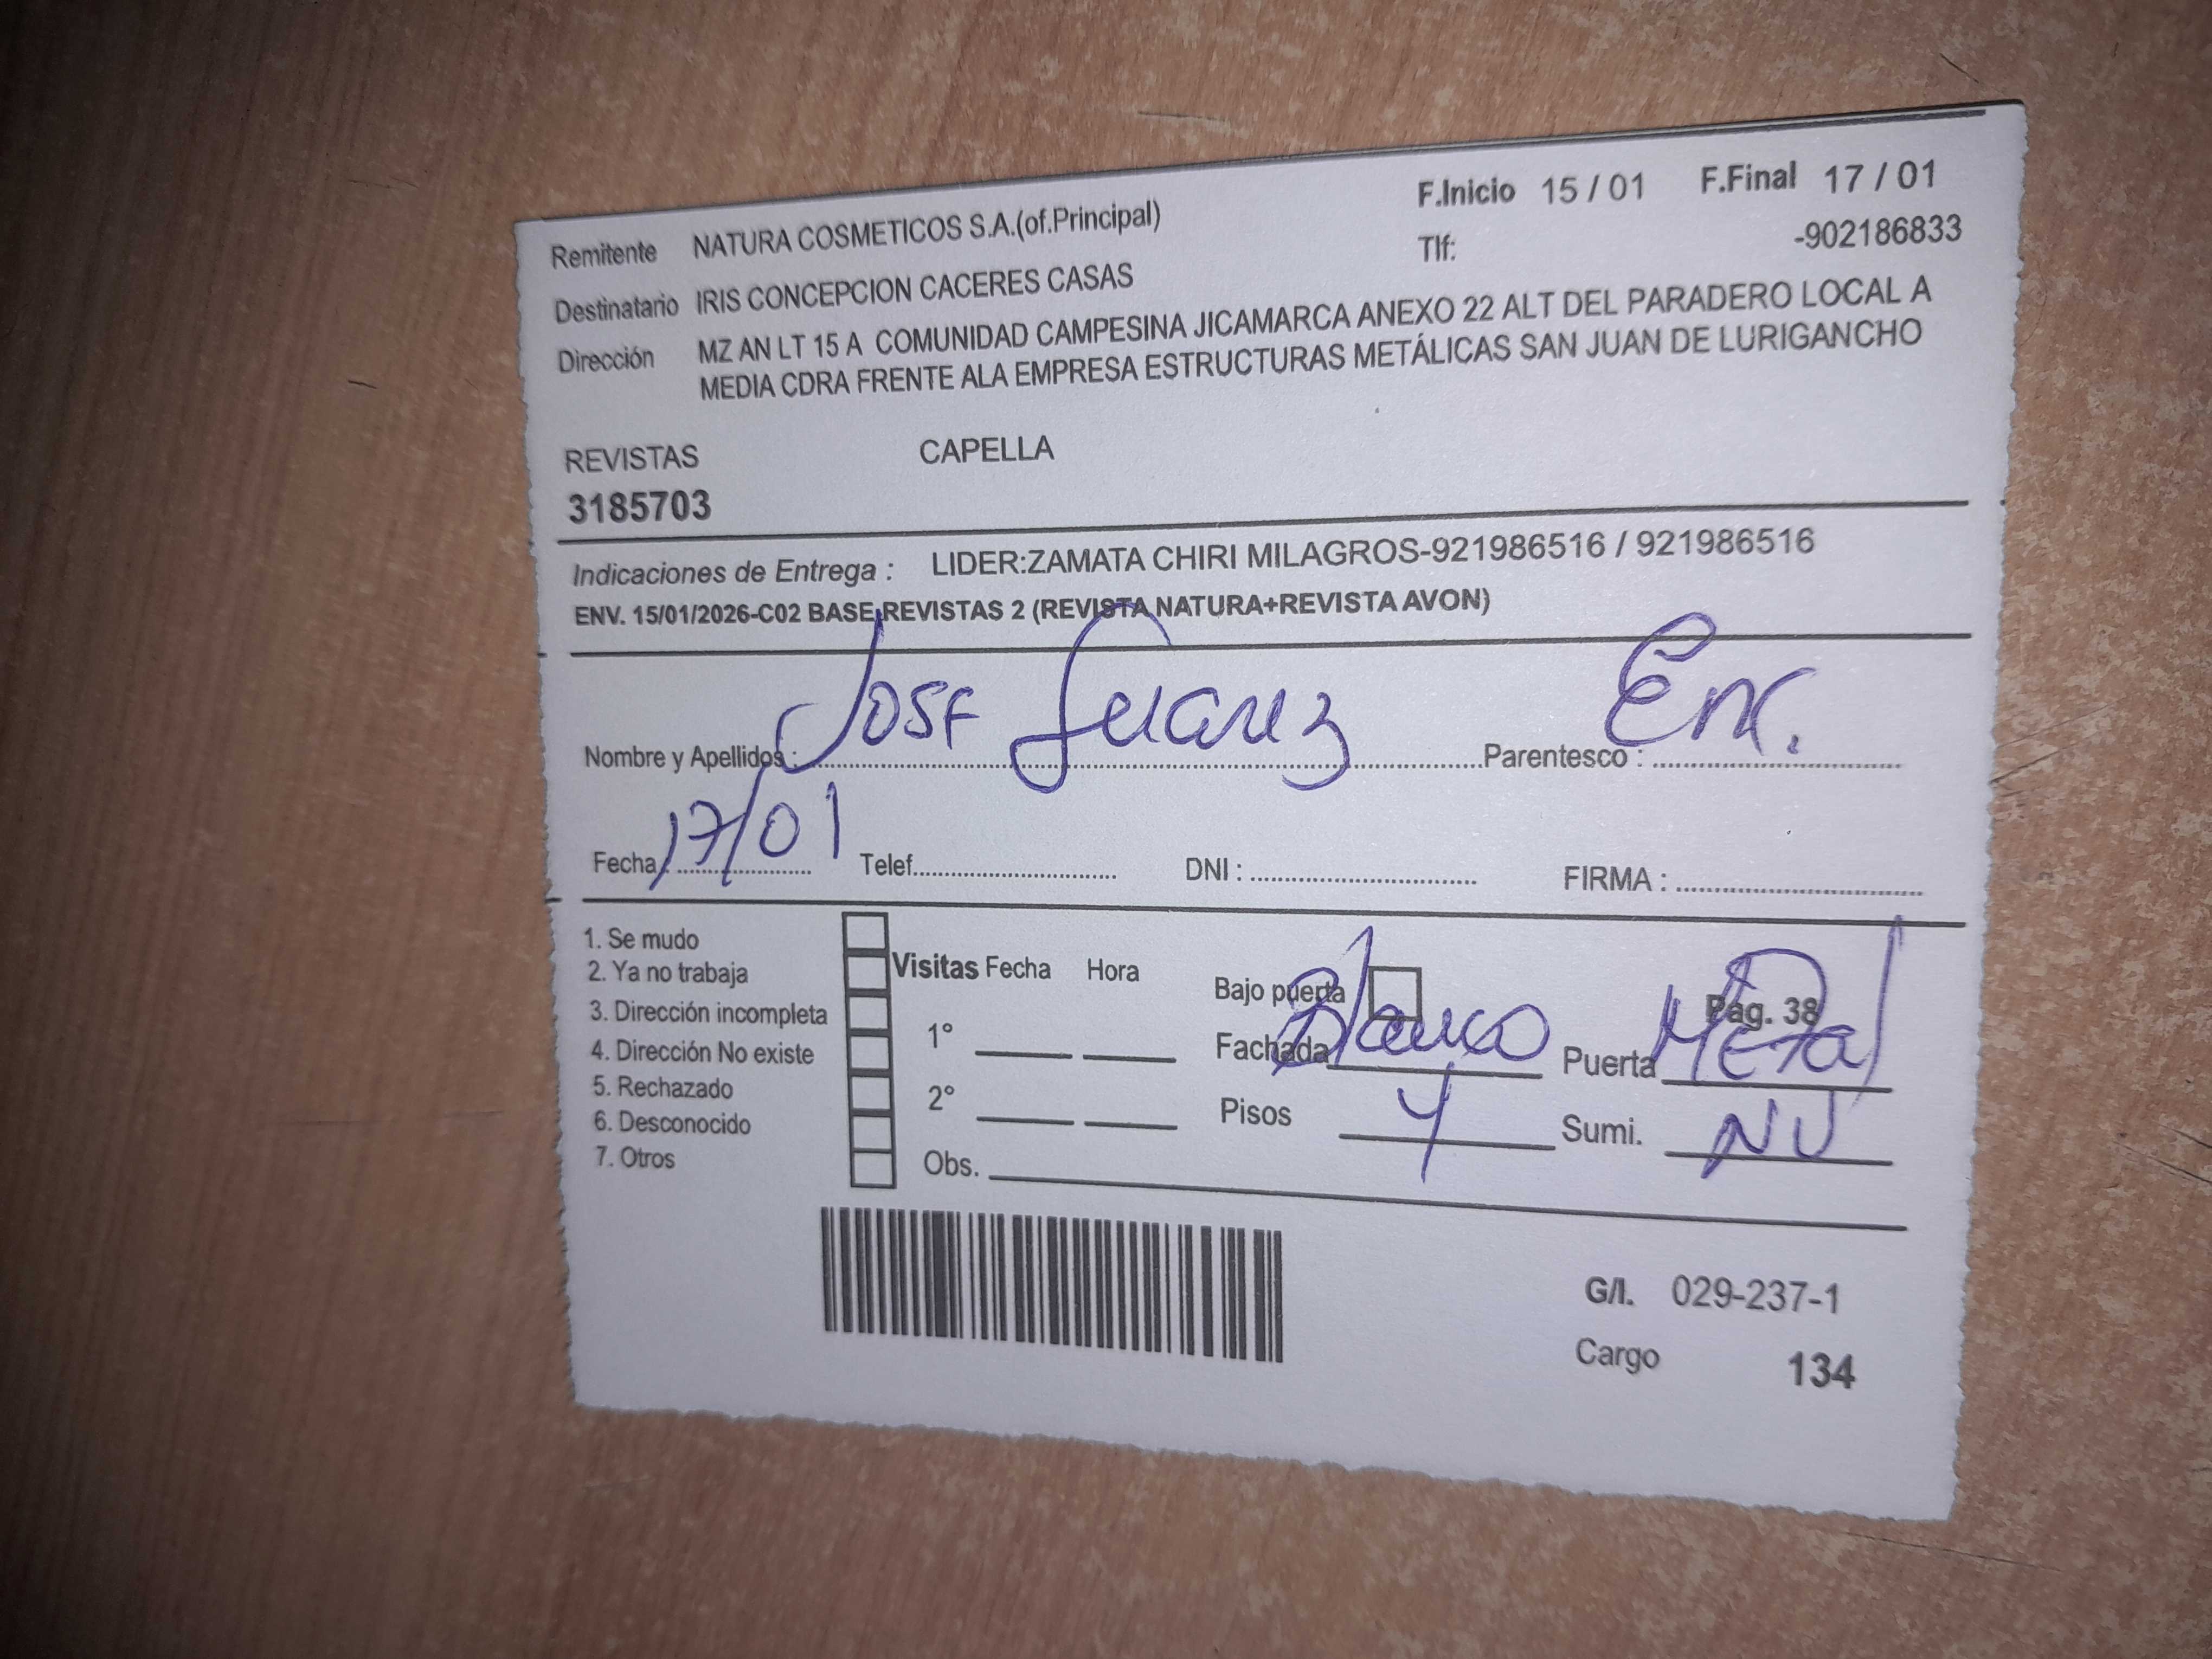 Remitente NATURA COSMETICOS S.A.(of.Principal) F.Inicio 15 / 01 F.Final 17 / 01
Destinatario IRIS CONCEPCION CACERES CASAS Tlf: -902186833
Dirección MZ AN LT 15 A COMUNIDAD CAMPESINA JICAMARCA ANEXO 22 ALT DEL PARADERO LOCAL A
MEDIA CDRA FRENTE ALA EMPRESA ESTRUCTURAS METÁLICAS SAN JUAN DE LURIGANCHO
REVISTAS CAPELLA
3185703
Indicaciones de Entrega : LIDER:ZAMATA CHIRI MILAGROS-921986516 / 921986516
ENV. 15/01/2026-C02 BASE REVISTAS 2 (REVISTA NATURA+REVISTA AVON)
Nombre y Apellidos : Jose Suarez Parentesco : Enc.
Fecha : 17/01 Telef. DNI : FIRMA :
1. Se mudo
2. Ya no trabaja
3. Dirección incompleta
4. Dirección No existe
5. Rechazado
6. Desconocido
7. Otros
Visitas Fecha Hora
1°
2°
Obs.
Bajo puerta Pag. 38
Fachada Blanco Puerta Metal
Pisos 4 Sumi. NV
G/I. 029-237-1
Cargo 134